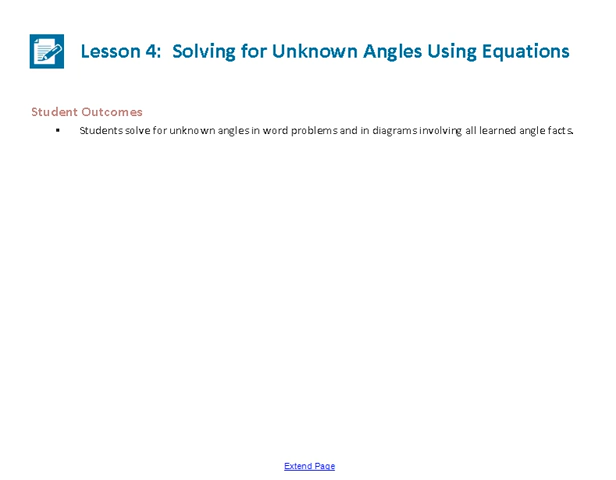 Lesson 4: Solving for Unknown Angles Using Equations
Student Outcomes
▪ Students solve for unknown angles in word problems and in diagrams involving all learned angle facts.
Extend Page